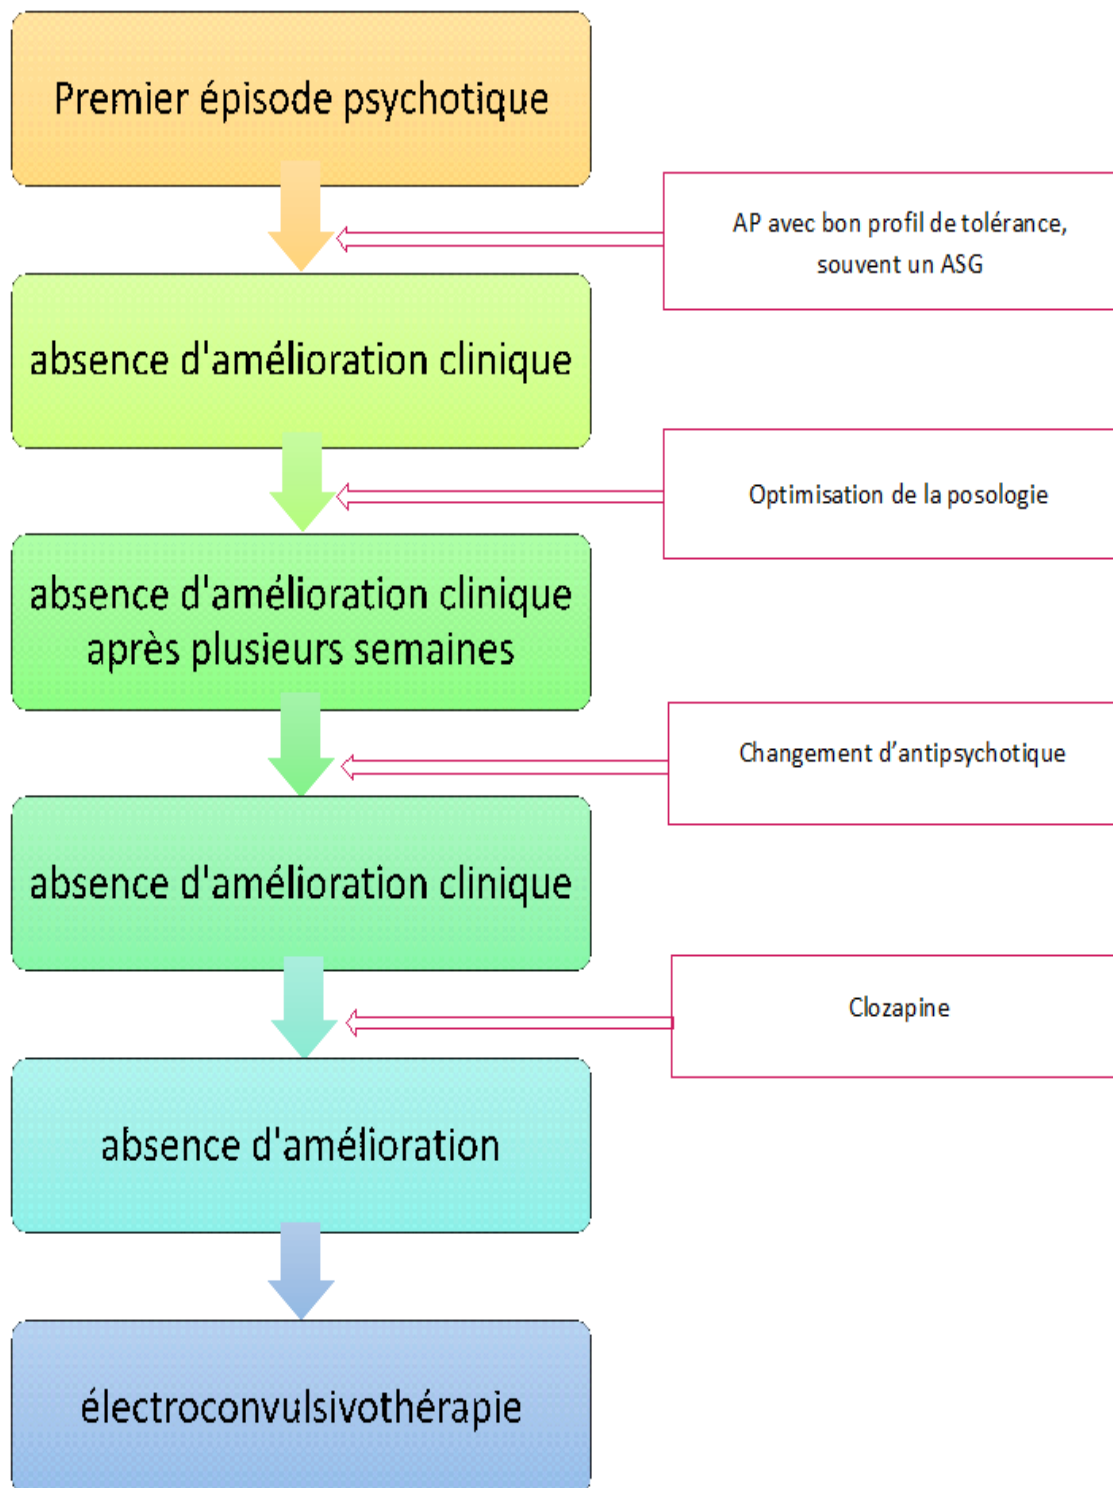 Premier épisode psychotique
AP avec bon profil de tolérance,
souvent un ASG
absence d'amélioration clinique
Optimisation de la posologie
absence d'amélioration clinique
après plusieurs semaines
Changement d’antipsychotique
absence d'amélioration clinique
Clozapine
absence d'amélioration
électroconvulsivothérapie